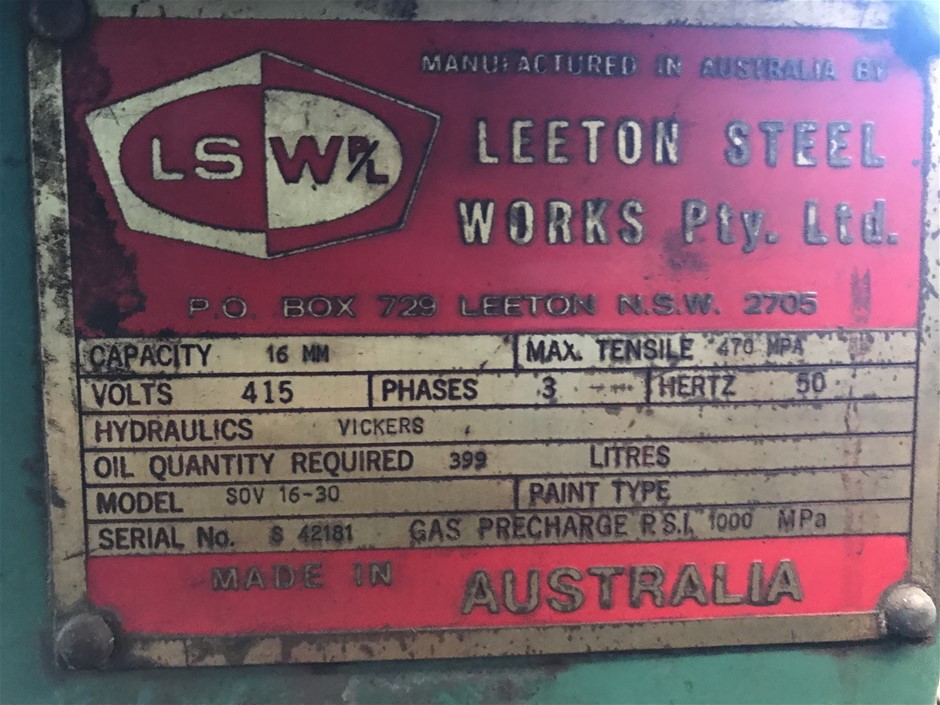 MANUFACTURED IN AUSTRALIA BY
LSW P/L
LEETON STEEL
WORKS Pty. Ltd.
P.O. BOX 729 LEETON N.S.W. 2705
CAPACITY 16 MM MAX. TENSILE 470 MPA
VOLTS 415 PHASES 3 HERTZ 50
HYDRAULICS VICKERS
OIL QUANTITY REQUIRED 399 LITRES
MODEL SOV 16-30 PAINT TYPE
SERIAL No. S 42181 GAS PRECHARGE P.S.I. 1000 MPa
MADE IN AUSTRALIA